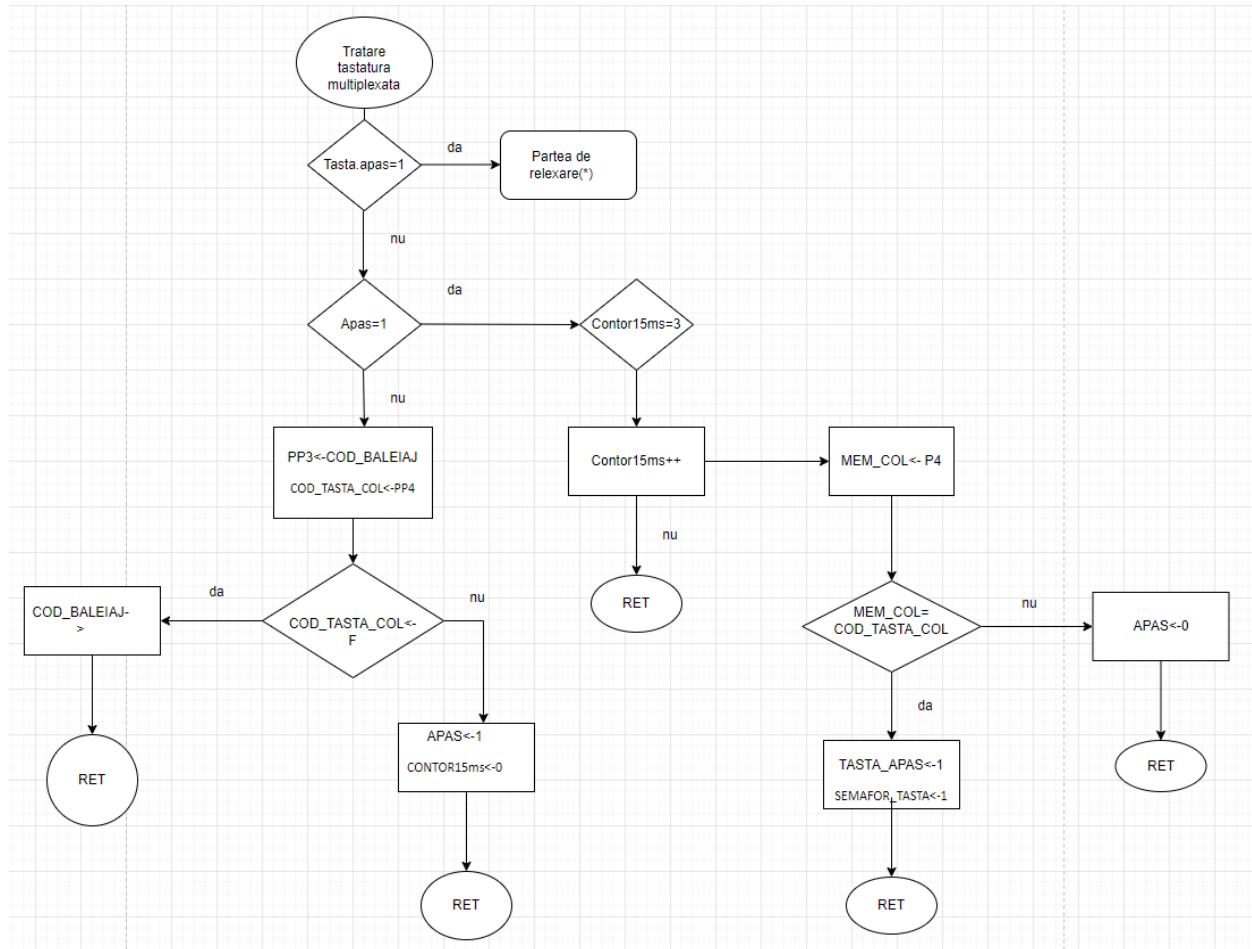 Tratare
tastatura
multiplexata
Tasta.apas=1
da
Partea de
relexare(*)
nu
Apas=1
da
Contor15ms=3
nu
PP3<-COD_BALEIAJ
COD_TASTA_COL<-PP4
Contor15ms++
MEM_COL<- P4
nu
RET
COD_BALEIAJ-
>
da
COD_TASTA_COL<-
F
nu
MEM_COL=
COD_TASTA_COL
nu
APAS<-0
da
RET
APAS<-1
CONTOR15ms<-0
TASTA_APAS<-1
SEMAFOR_TASTA<-1
RET
RET
RET